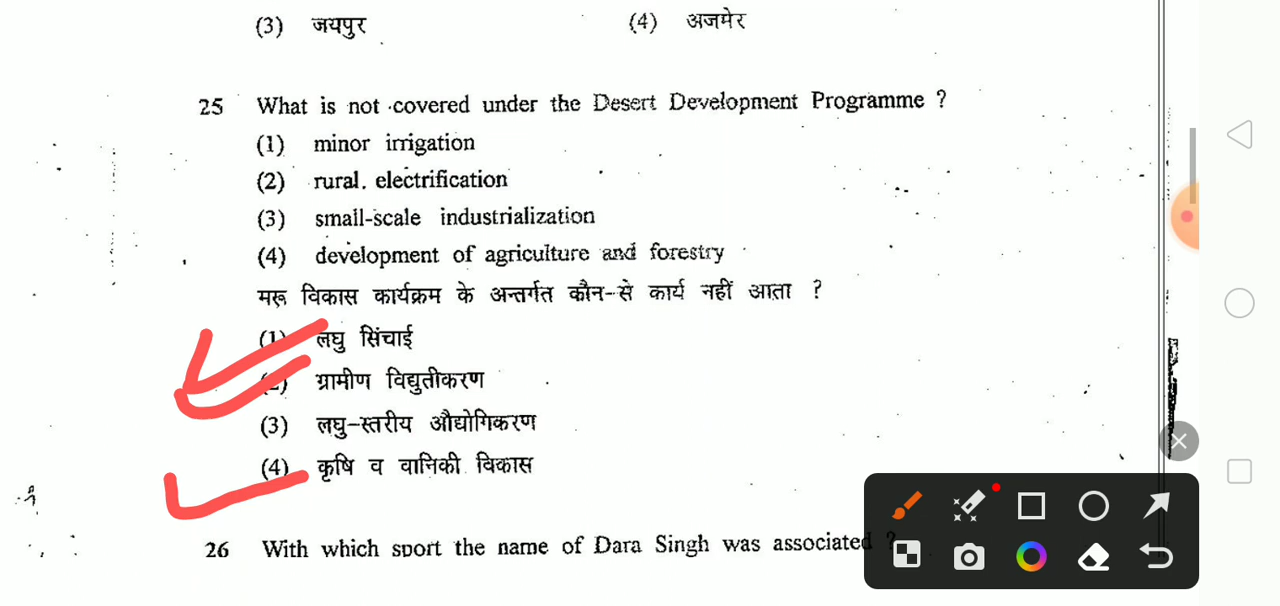 (3) जयपुर (4) अजमेर
25 What is not covered under the Desert Development Programme ?
(1) minor irrigation
(2) rural. electrification
(3) small-scale industrialization
(4) development of agriculture and forestry
मरू विकास कार्यक्रम के अन्तर्गत कौन-से कार्य नहीं आता ?
(1) लघु सिंचाई
(2) ग्रामीण विद्युतीकरण
(3) लघु-स्तरीय औद्योगिकरण
(4) कृषि व वानिकी विकास
26 With which sport the name of Dara Singh was associated ?